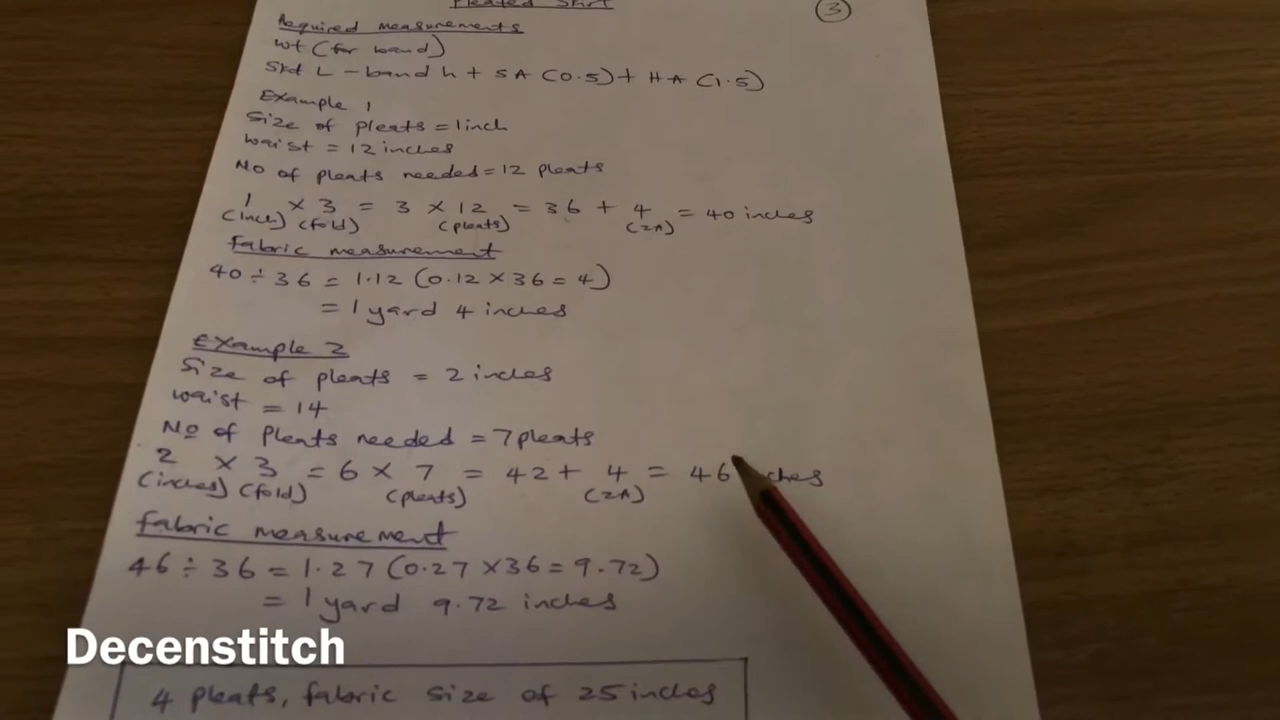 Pleated Skirt
3
Required measurements
Wt (for band)
Skt L - band h + SA (0.5) + HA (1.5)
Example 1
Size of pleats = 1inch
Waist = 12 inches
No of pleats needed = 12 pleats
1 × 3 = 3 × 12 = 36 + 4 = 40 inches
(inch) (fold) (pleats) (ZA)
Fabric measurement
40 ÷ 36 = 1.12 (0.12 × 36 = 4)
= 1 yard 4 inches
Example 2
Size of pleats = 2 inches
Waist = 14
No of Pleats needed = 7 pleats
2 × 3 = 6 × 7 = 42 + 4 = 46 inches
(inches) (fold) (pleats) (ZA)
Fabric measurement
46 ÷ 36 = 1.27 (0.27 × 36 = 9.72)
= 1 yard 9.72 inches
Decenstitch
4 pleats, fabric size of 25 inches